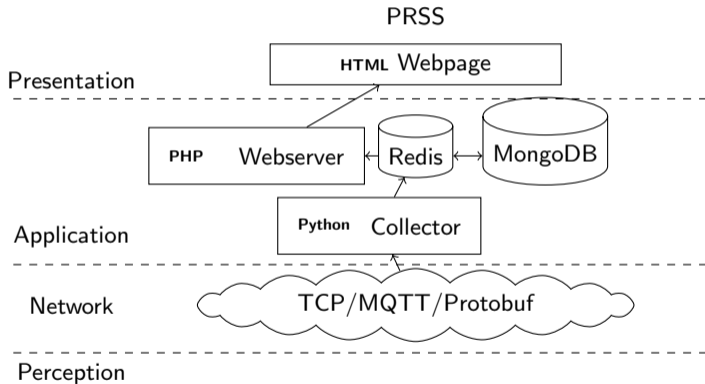 PRSS
HTML Webpage
Presentation
PHP Webserver
Redis
MongoDB
Python Collector
Application
TCP/MQTT/Protobuf
Network
Perception